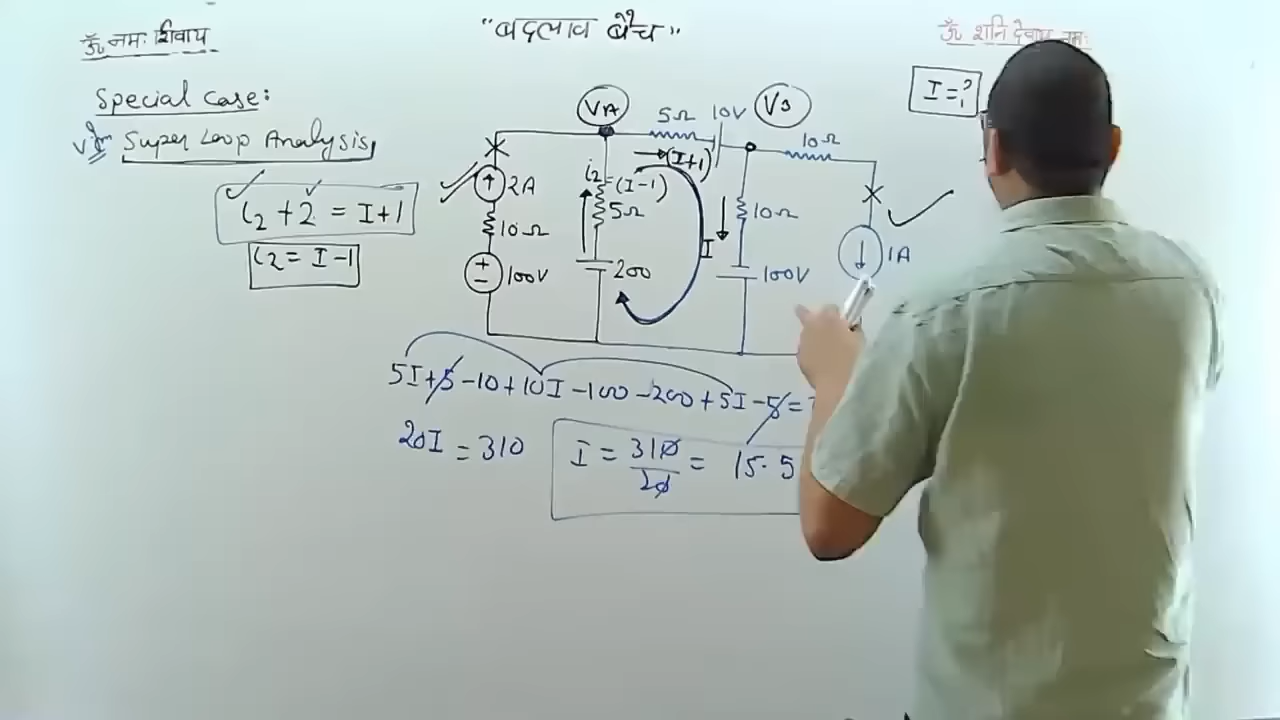 ॐ नमः शिवाय
"बदलाव बैच"
ॐ शनि देवाय नमः
Special Case:
Super Loop Analysis,
I = ?
i2 + 2 = I+1
i2 = I-1
VA
5Ω
10V
VB
10Ω
(I+1)
2A
i2=(I-1)
5Ω
10Ω
10Ω
100V
200
I
100V
1A
5I+5-10+10I-100-200+5I-5=
20I = 310
I = 310/20 = 15.5